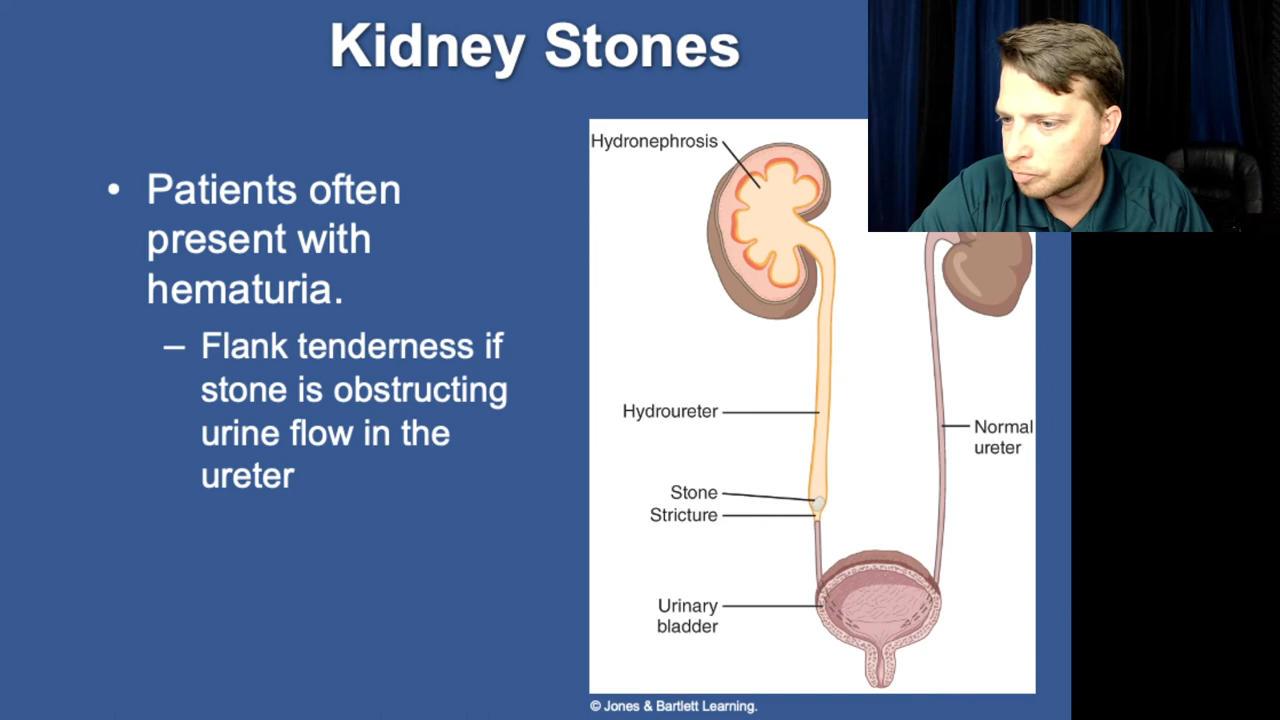 Kidney Stones
• Patients often
present with
hematuria.
– Flank tenderness if
stone is obstructing
urine flow in the
ureter
Hydronephrosis
Hydroureter
Stone
Stricture
Urinary
bladder
Normal
ureter
© Jones & Bartlett Learning.